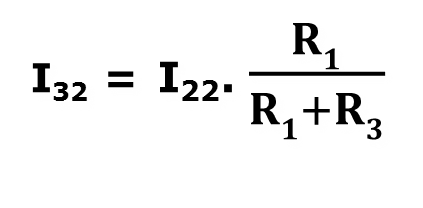 I₃₂ = I₂₂. R₁
R₁+R₃